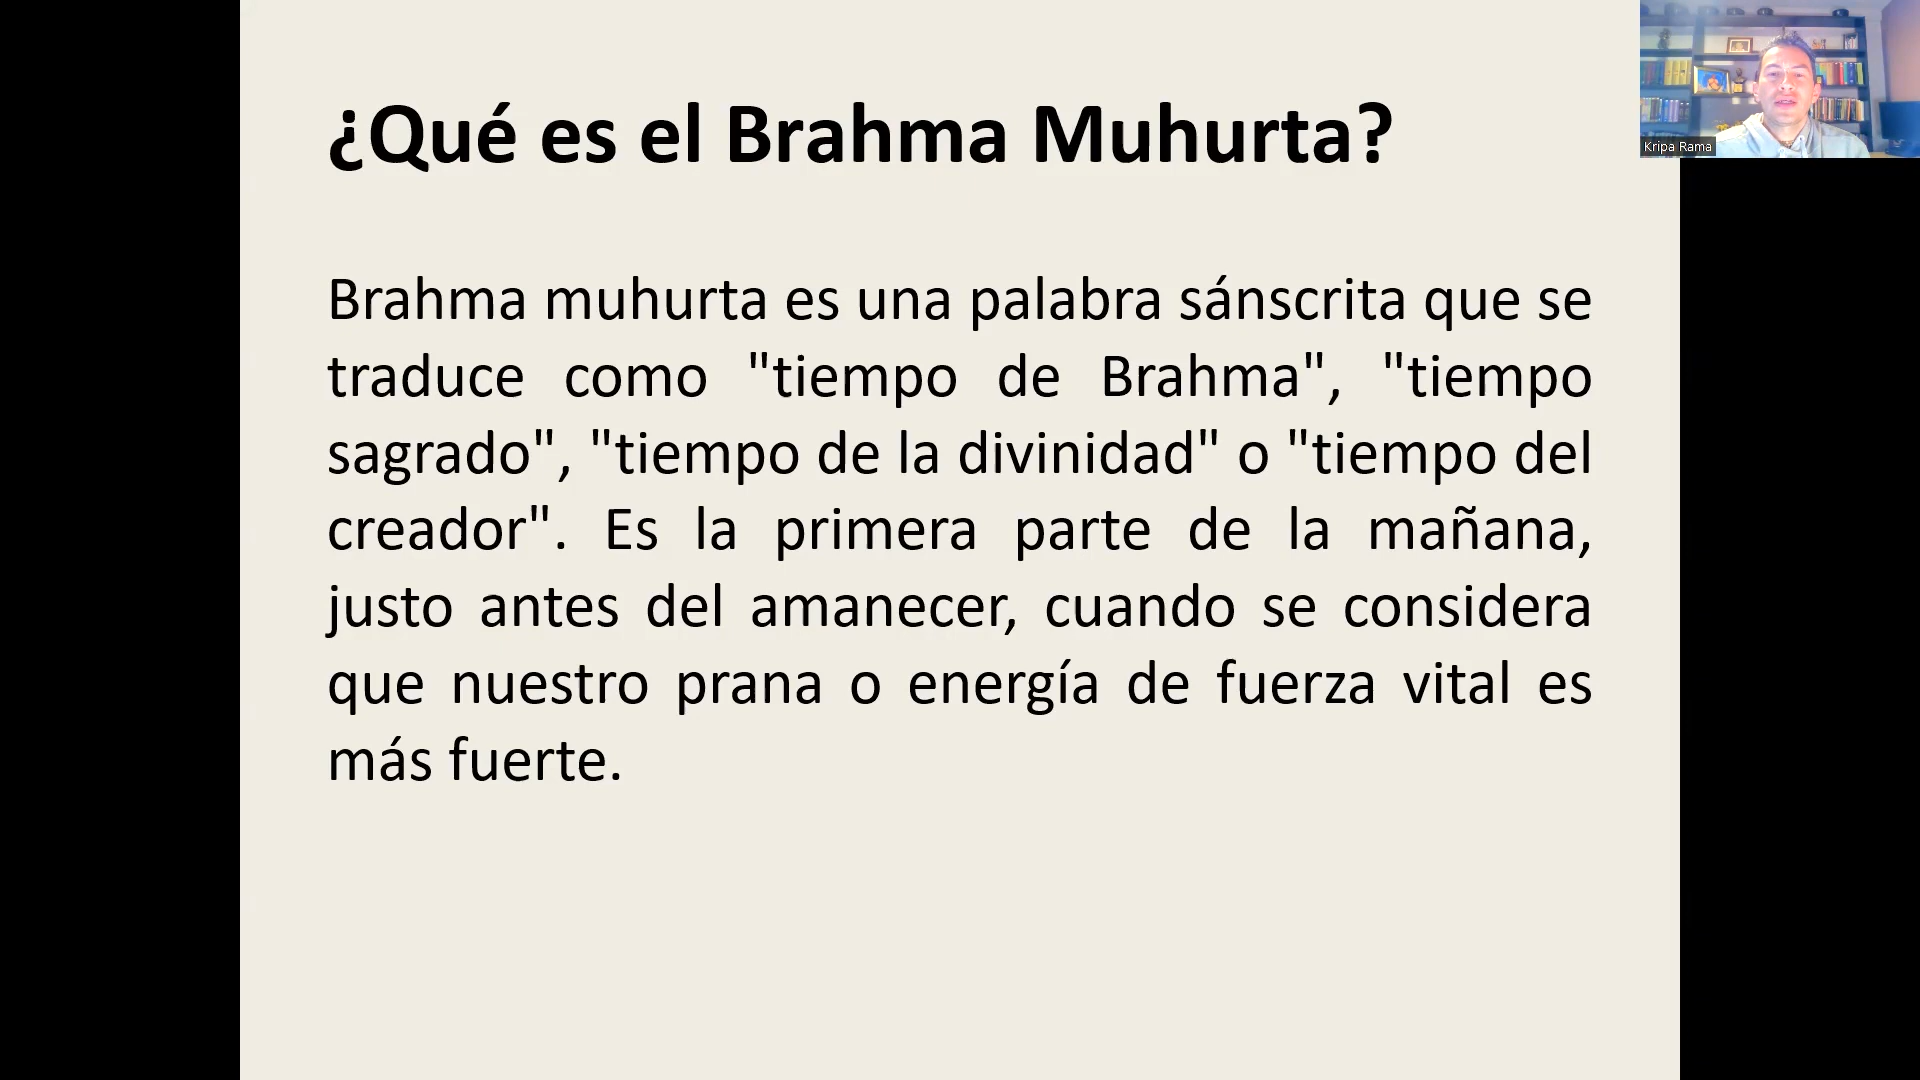 ¿Qué es el Brahma Muhurta?
Brahma muhurta es una palabra sánscrita que se
traduce como "tiempo de Brahma", "tiempo
sagrado", "tiempo de la divinidad" o "tiempo del
creador". Es la primera parte de la mañana,
justo antes del amanecer, cuando se considera
que nuestro prana o energía de fuerza vital es
más fuerte.
Kripa Rama